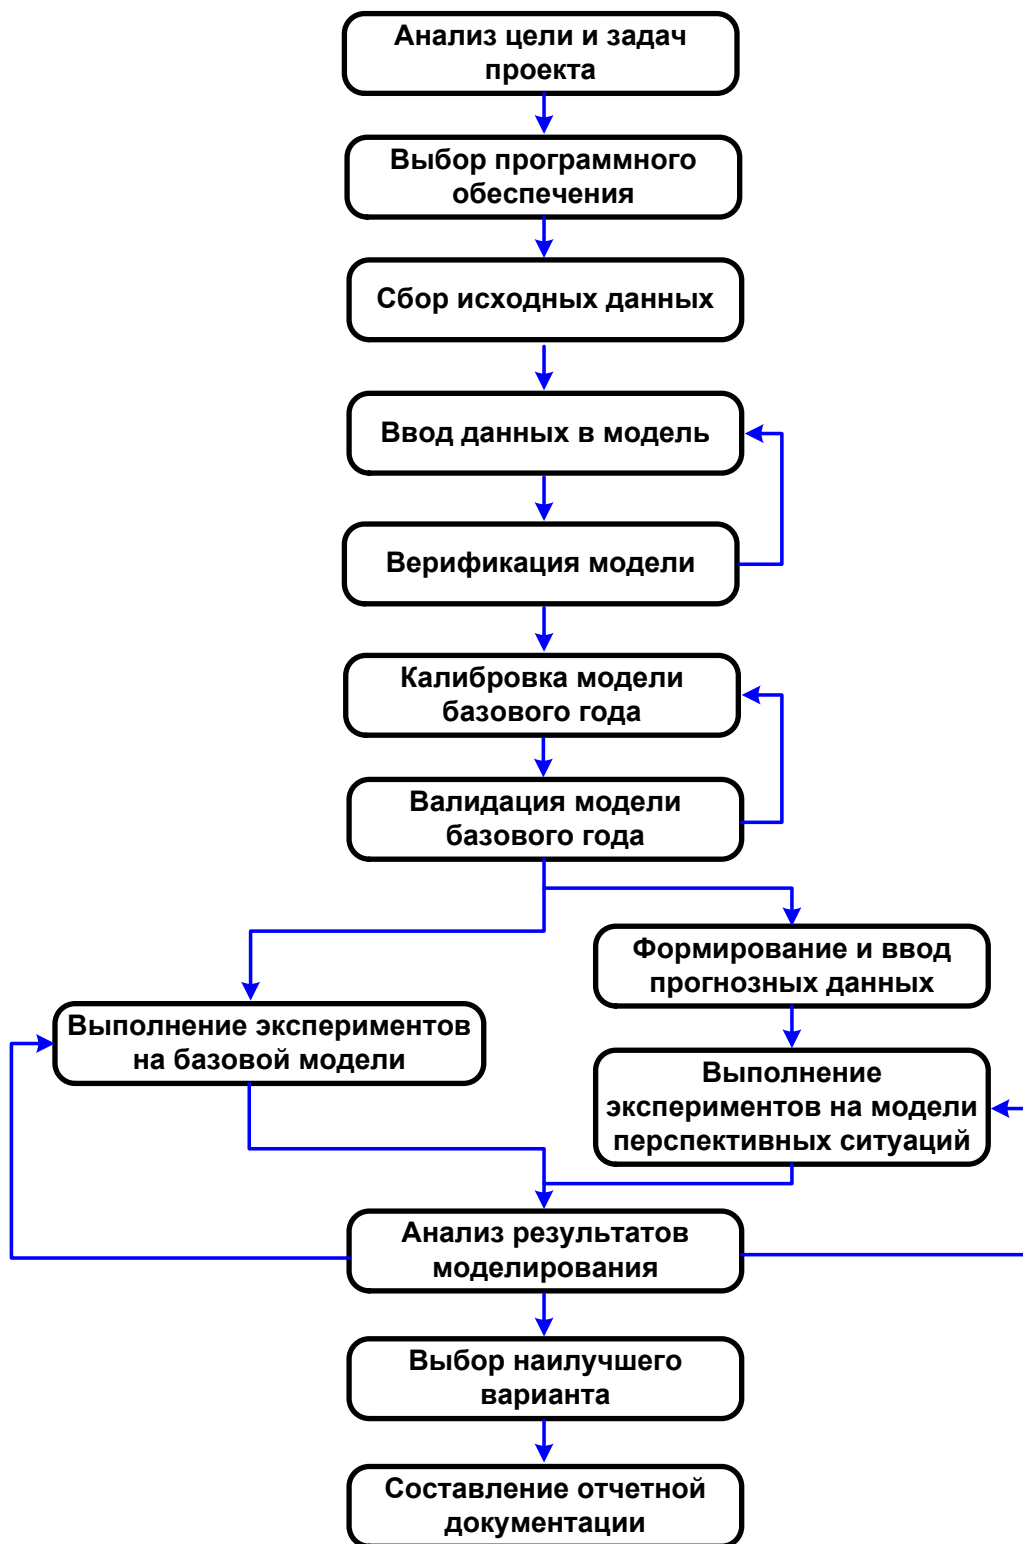 Анализ цели и задач
проекта
Выбор программного
обеспечения
Сбор исходных данных
Ввод данных в модель
Верификация модели
Калибровка модели
базового года
Валидация модели
базового года
Формирование и ввод
прогнозных данных
Выполнение экспериментов
на базовой модели
Выполнение
экспериментов на модели
перспективных ситуаций
Анализ результатов
моделирования
Выбор наилучшего
варианта
Составление отчетной
документации